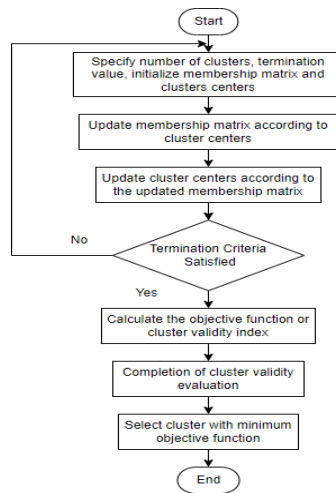 Start
Specify number of clusters, termination
value, initialize membership matrix and
clusters centers
Update membership matrix according to
cluster centers
Update cluster centers according to
the updated membership matrix
No
Termination Criteria
Satisfied
Yes
Calculate the objective function or
cluster validity index
Completion of cluster validity
evaluation
Select cluster with minimum
objective function
End